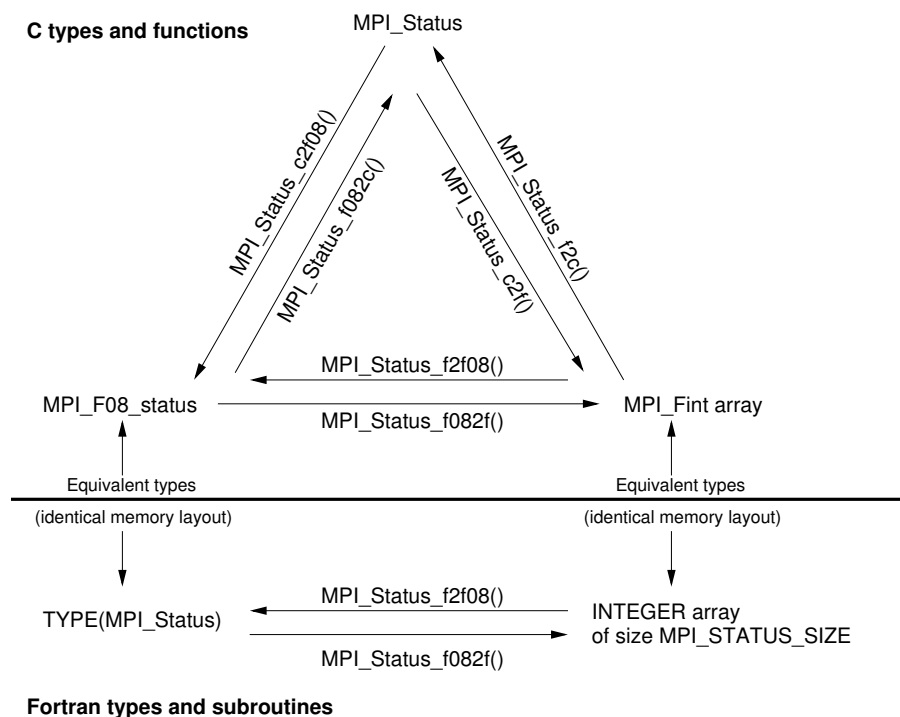 MPI_Status
C types and functions
MPI_Status_c2f08()
MPI_Status_f082c()
MPI_Status_c2f()
MPI_Status_f2c()
MPI_Status_f2f08()
MPI_F08_status
MPI_Fint array
MPI_Status_f082f()
Equivalent types
Equivalent types
(identical memory layout)
(identical memory layout)
MPI_Status_f2f08()
TYPE(MPI_Status)
INTEGER array
of size MPI_STATUS_SIZE
MPI_Status_f082f()
Fortran types and subroutines